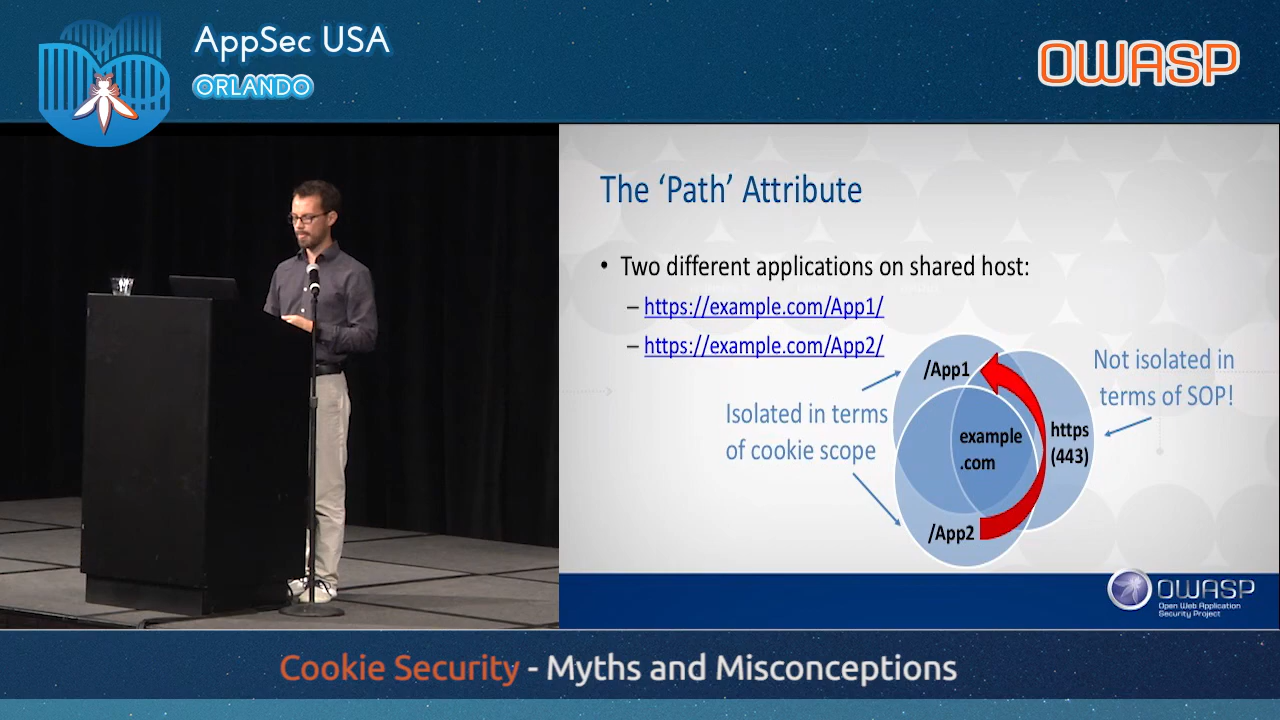 AppSec USA
ORLANDO
OWASP
The ‘Path’ Attribute
• Two different applications on shared host:
– https://example.com/App1/
– https://example.com/App2/
/App1
Not isolated in
terms of SOP!
Isolated in terms
of cookie scope
example
.com
https
(443)
/App2
OWASP
Open Web Application
Security Project
Cookie Security - Myths and Misconceptions